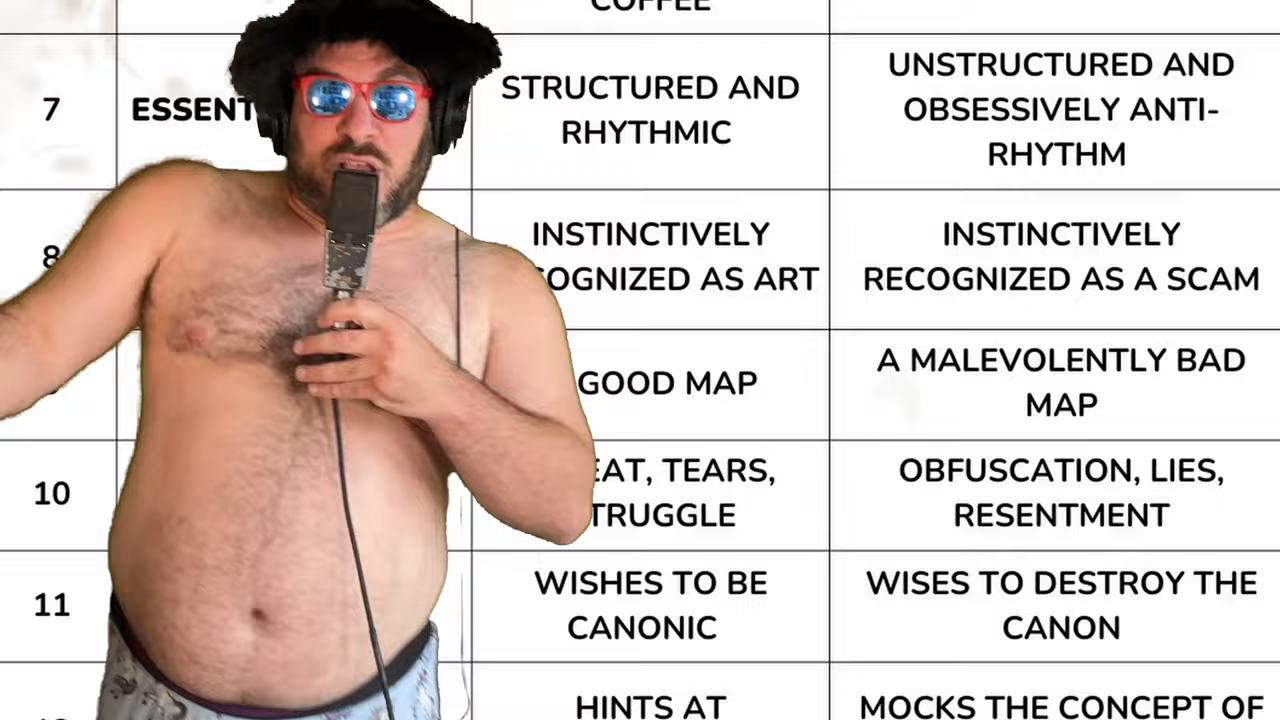 COFFEE
7
STRUCTURED AND
RHYTHMIC
UNSTRUCTURED AND
OBSESSIVELY ANTI-
RHYTHM
8
INSTINCTIVELY
OGNIZED AS ART
INSTINCTIVELY
RECOGNIZED AS A SCAM
GOOD MAP
A MALEVOLENTLY BAD
MAP
10
EAT, TEARS,
TRUGGLE
OBFUSCATION, LIES,
RESENTMENT
11
WISHES TO BE
CANONIC
WISES TO DESTROY THE
CANON
HINTS AT
MOCKS THE CONCEPT OF